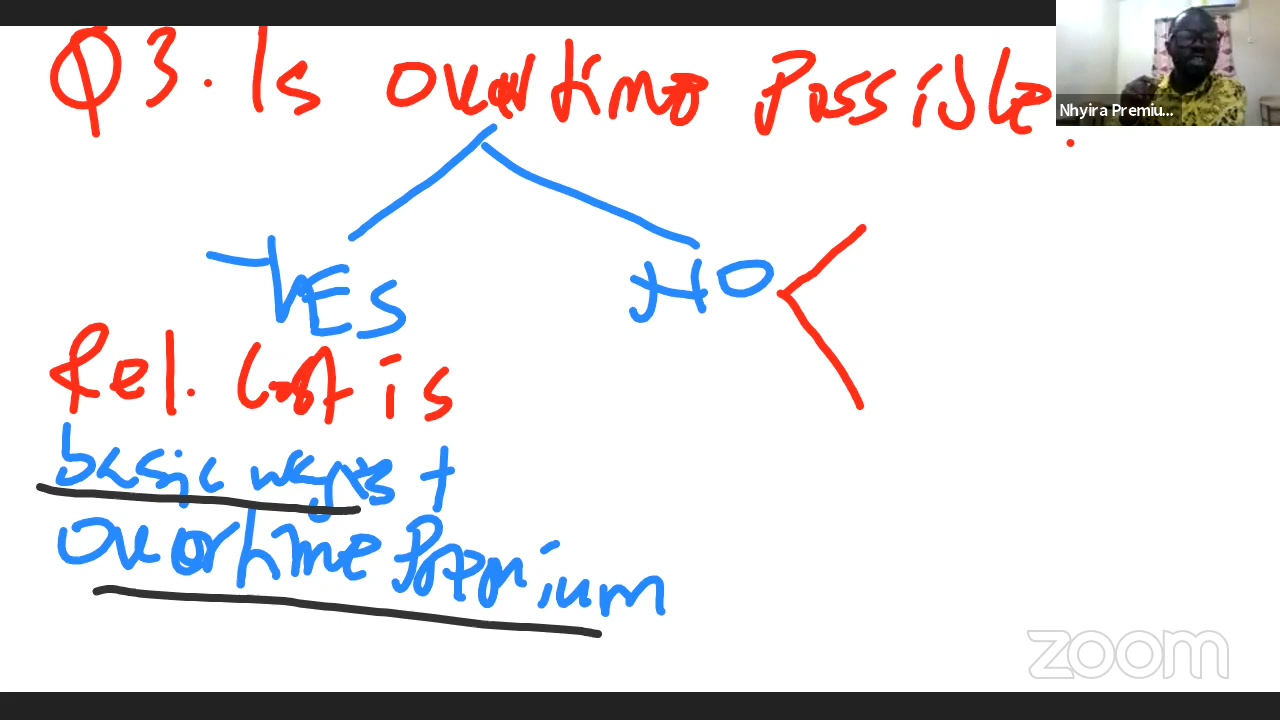 Q3. Is overtime Possible.
Nhyira Premiu...
YES
NO
Rel. Cost is
basic wages +
overtime Premium
zoom